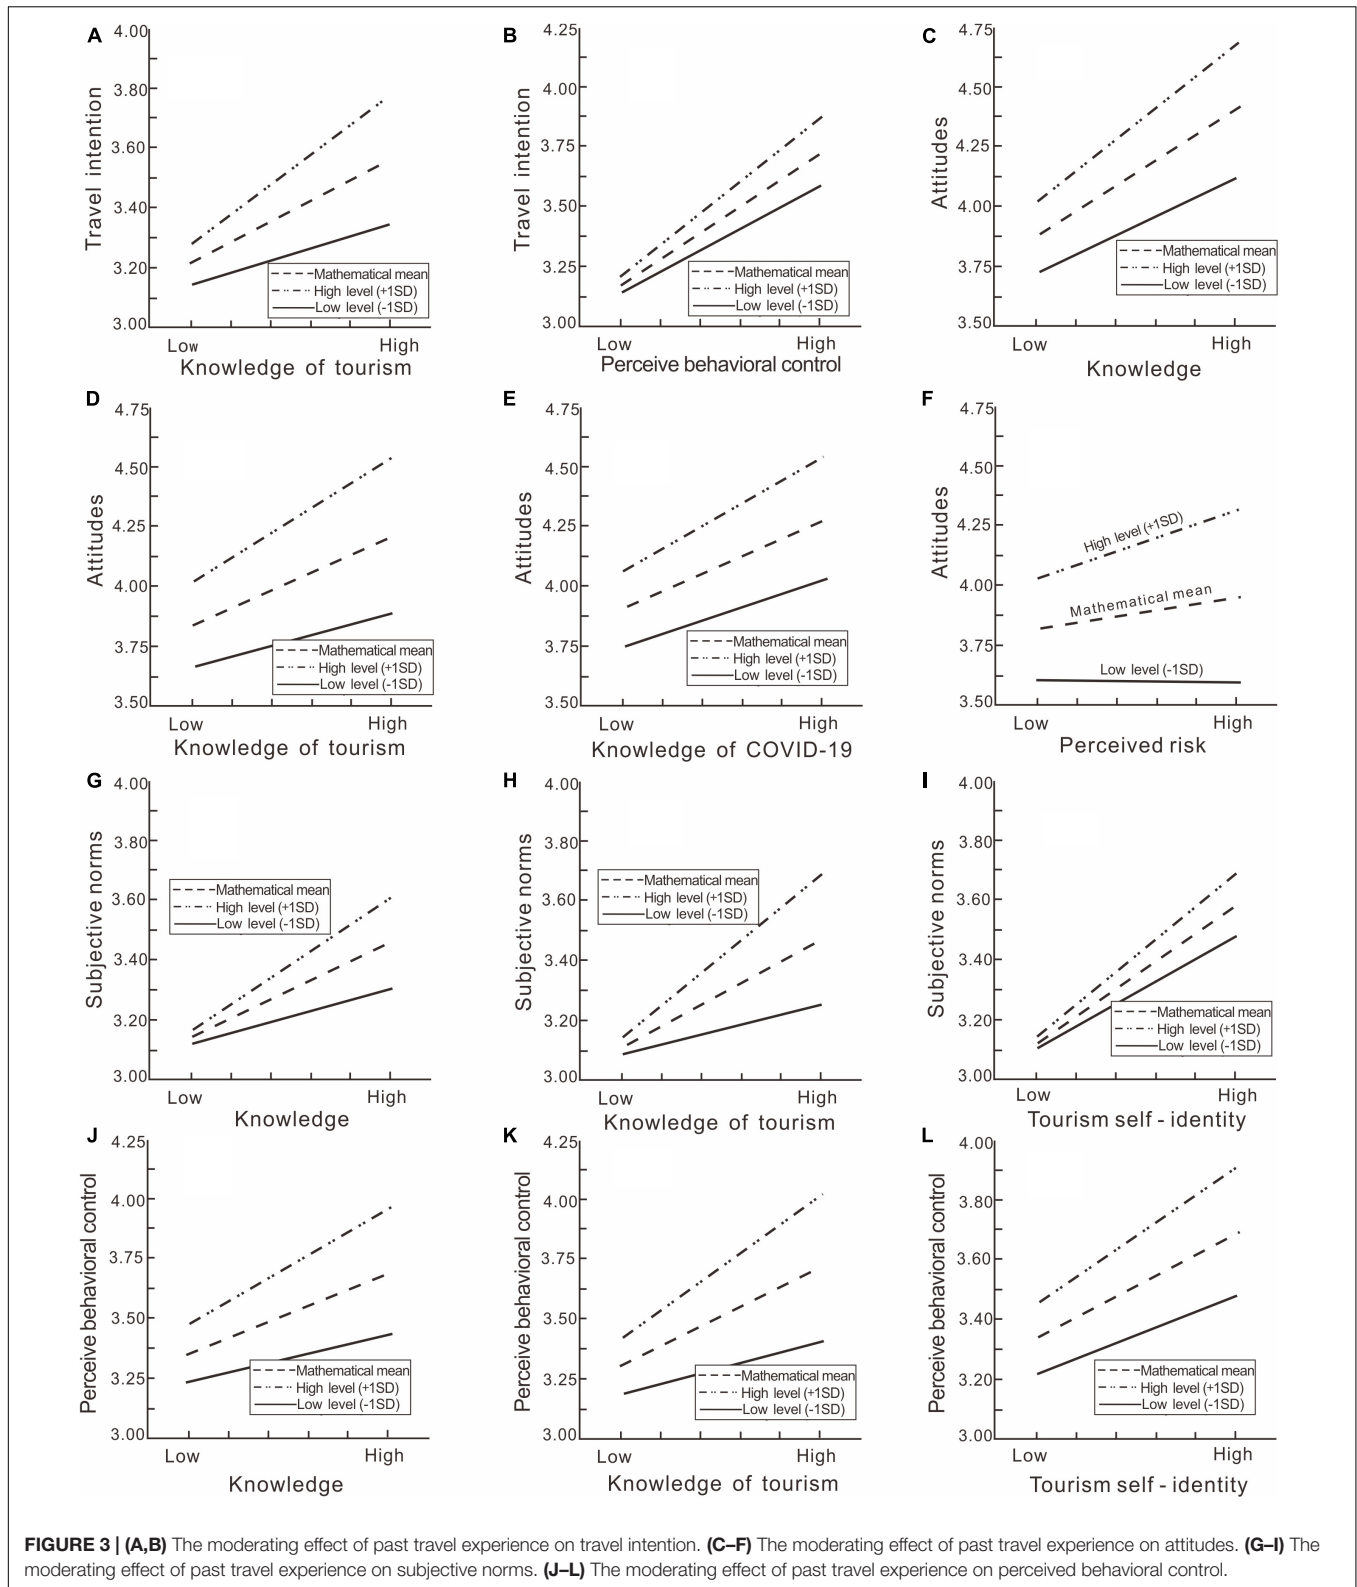 A
4.00
3.80
3.60
3.40
3.20
3.00
Travel intention
Mathematical mean
High level (+1SD)
Low level (-1SD)
Low High
Knowledge of tourism
B
4.25
4.00
3.75
3.50
3.25
3.00
Travel intention
Mathematical mean
High level (+1SD)
Low level (-1SD)
Low High
Perceive behavioral control
C
4.75
4.50
4.25
4.00
3.75
3.50
Attitudes
Mathematical mean
High level (+1SD)
Low level (-1SD)
Low High
Knowledge
D
4.75
4.50
4.25
4.00
3.75
3.50
Attitudes
Mathematical mean
High level (+1SD)
Low level (-1SD)
Low High
Knowledge of tourism
E
4.75
4.50
4.25
4.00
3.75
3.50
Attitudes
Mathematical mean
High level (+1SD)
Low level (-1SD)
Low High
Knowledge of COVID-19
F
4.75
4.50
4.25
4.00
3.75
3.50
Attitudes
High level (+1SD)
Mathematical mean
Low level (-1SD)
Low High
Perceived risk
G
4.00
3.80
3.60
3.40
3.20
3.00
Subjective norms
Mathematical mean
High level (+1SD)
Low level (-1SD)
Low High
Knowledge
H
4.00
3.80
3.60
3.40
3.20
3.00
Subjective norms
Mathematical mean
High level (+1SD)
Low level (-1SD)
Low High
Knowledge of tourism
I
4.00
3.80
3.60
3.40
3.20
3.00
Subjective norms
Mathematical mean
High level (+1SD)
Low level (-1SD)
Low High
Tourism self - identity
J
4.25
4.00
3.75
3.50
3.25
3.00
Perceive behavioral control
Mathematical mean
High level (+1SD)
Low level (-1SD)
Low High
Knowledge
K
4.25
4.00
3.75
3.50
3.25
3.00
Perceive behavioral control
Mathematical mean
High level (+1SD)
Low level (-1SD)
Low High
Knowledge of tourism
L
4.00
3.80
3.60
3.40
3.20
3.00
Perceive behavioral control
Mathematical mean
High level (+1SD)
Low level (-1SD)
Low High
Tourism self - identity
FIGURE 3 | (A,B) The moderating effect of past travel experience on travel intention. (C–F) The moderating effect of past travel experience on attitudes. (G–I) The
moderating effect of past travel experience on subjective norms. (J–L) The moderating effect of past travel experience on perceived behavioral control.